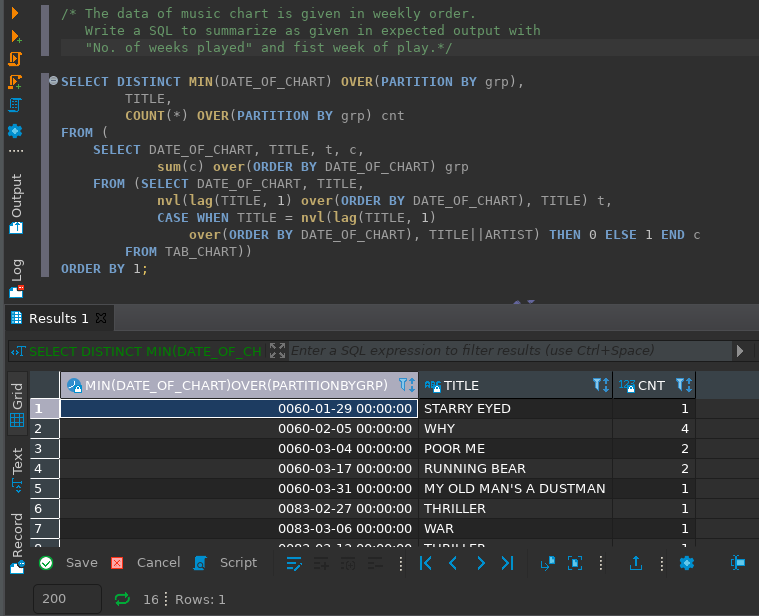 /* The data of music chart is given in weekly order.
Write a SQL to summarize as given in expected output with
"No. of weeks played" and fist week of play.*/
SELECT DISTINCT MIN(DATE_OF_CHART) OVER(PARTITION BY grp),
TITLE,
COUNT(*) OVER(PARTITION BY grp) cnt
FROM (
SELECT DATE_OF_CHART, TITLE, t, c,
sum(c) over(ORDER BY DATE_OF_CHART) grp
FROM (SELECT DATE_OF_CHART, TITLE,
nvl(lag(TITLE, 1) over(ORDER BY DATE_OF_CHART), TITLE) t,
CASE WHEN TITLE = nvl(lag(TITLE, 1)
over(ORDER BY DATE_OF_CHART), TITLE||ARTIST) THEN 0 ELSE 1 END c
FROM TAB_CHART))
ORDER BY 1;
Output
Log
Results 1
SELECT DISTINCT MIN(DATE_OF_CH
Enter a SQL expression to filter results (use Ctrl+Space)
Grid
Text
Record
MIN(DATE_OF_CHART)OVER(PARTITIONBYGRP) ABC TITLE 123 CNT
1 0060-01-29 00:00:00 STARRY EYED 1
2 0060-02-05 00:00:00 WHY 4
3 0060-03-04 00:00:00 POOR ME 2
4 0060-03-17 00:00:00 RUNNING BEAR 2
5 0060-03-31 00:00:00 MY OLD MAN'S A DUSTMAN 1
6 0083-02-27 00:00:00 THRILLER 1
7 0083-03-06 00:00:00 WAR 1
Save Cancel Script
200 16 Rows: 1